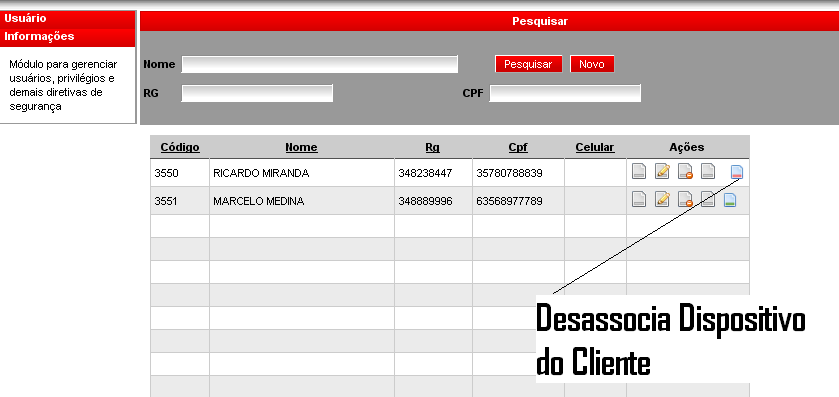 Usuário
Informações
Módulo para gerenciar
usuários, privilégios e
demais diretivas de
segurança
Pesquisar
Nome
Pesquisar
Novo
RG
CPF
Código Nome Rg Cpf Celular Ações
3550 RICARDO MIRANDA 348238447 35780788839
3551 MARCELO MEDINA 348889996 63568977789
Desassocia Dispositivo
do Cliente